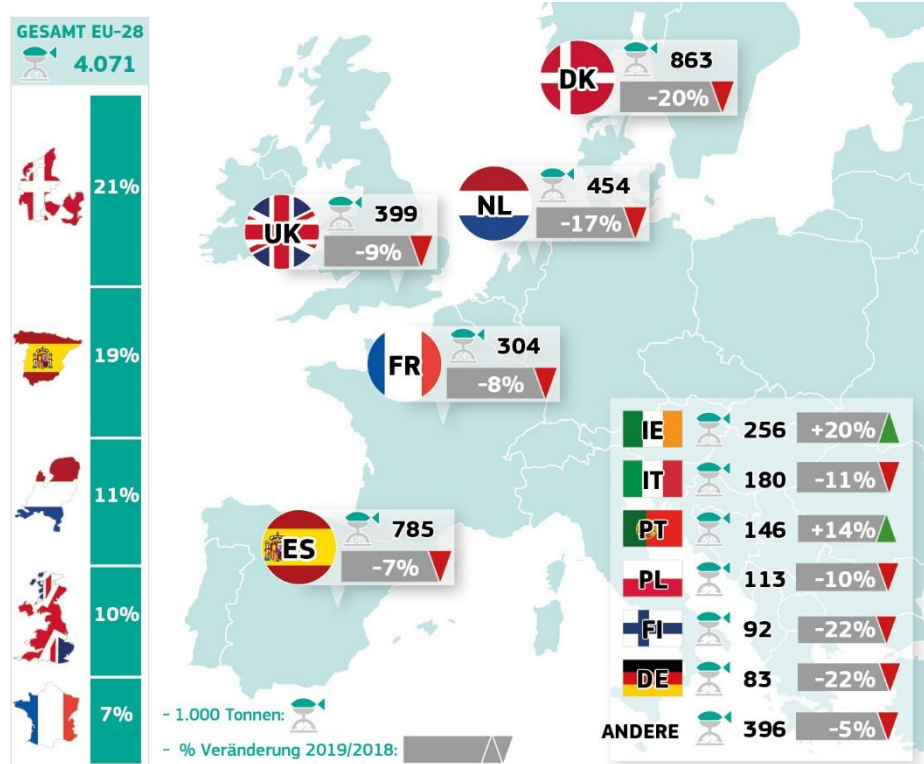 GESAMT EU-28
4.071
21%
19%
11%
10%
7%
DK 863
-20%
NL 454
-17%
UK 399
-9%
FR 304
-8%
ES 785
-7%
IE 256 +20%
IT 180 -11%
PT 146 +14%
PL 113 -10%
FI 92 -22%
DE 83 -22%
ANDERE 396 -5%
- 1.000 Tonnen:
- % Veränderung 2019/2018: